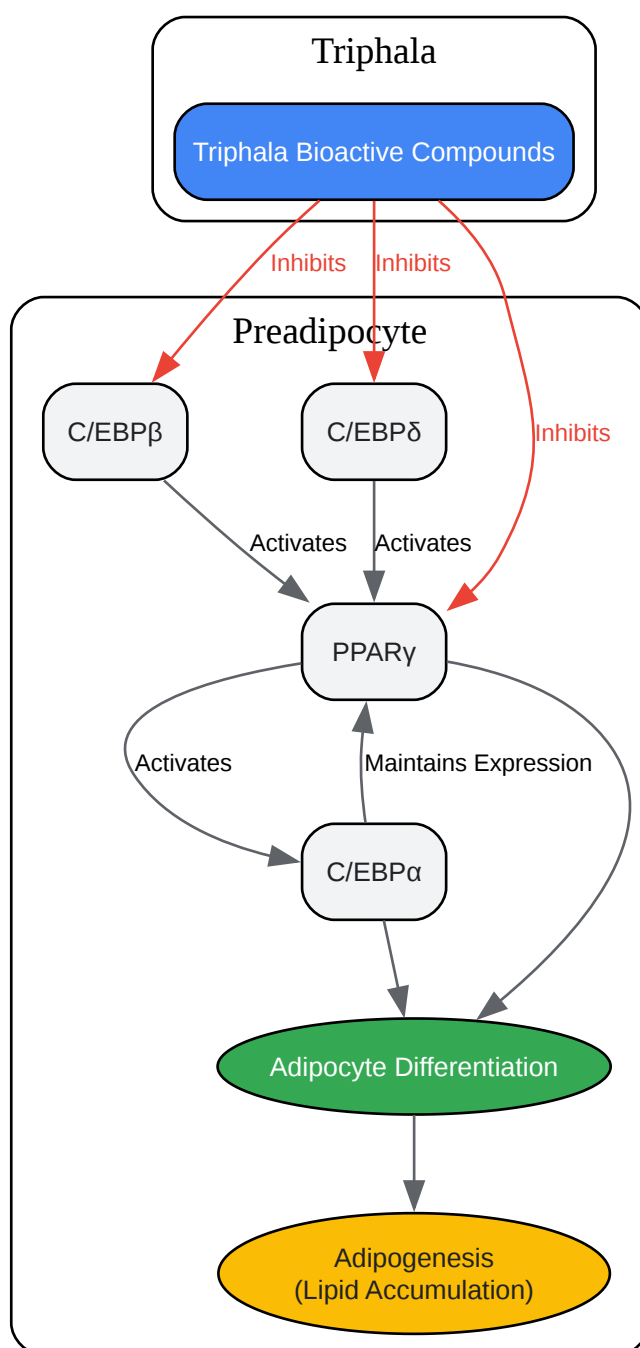 Triphala
Triphala Bioactive Compounds
Inhibits
Inhibits
Preadipocyte
C/EBPβ
C/EBPδ
Inhibits
Activates
Activates
PPARγ
Activates
Maintains Expression
C/EBPα
Adipocyte Differentiation
Adipogenesis
(Lipid Accumulation)